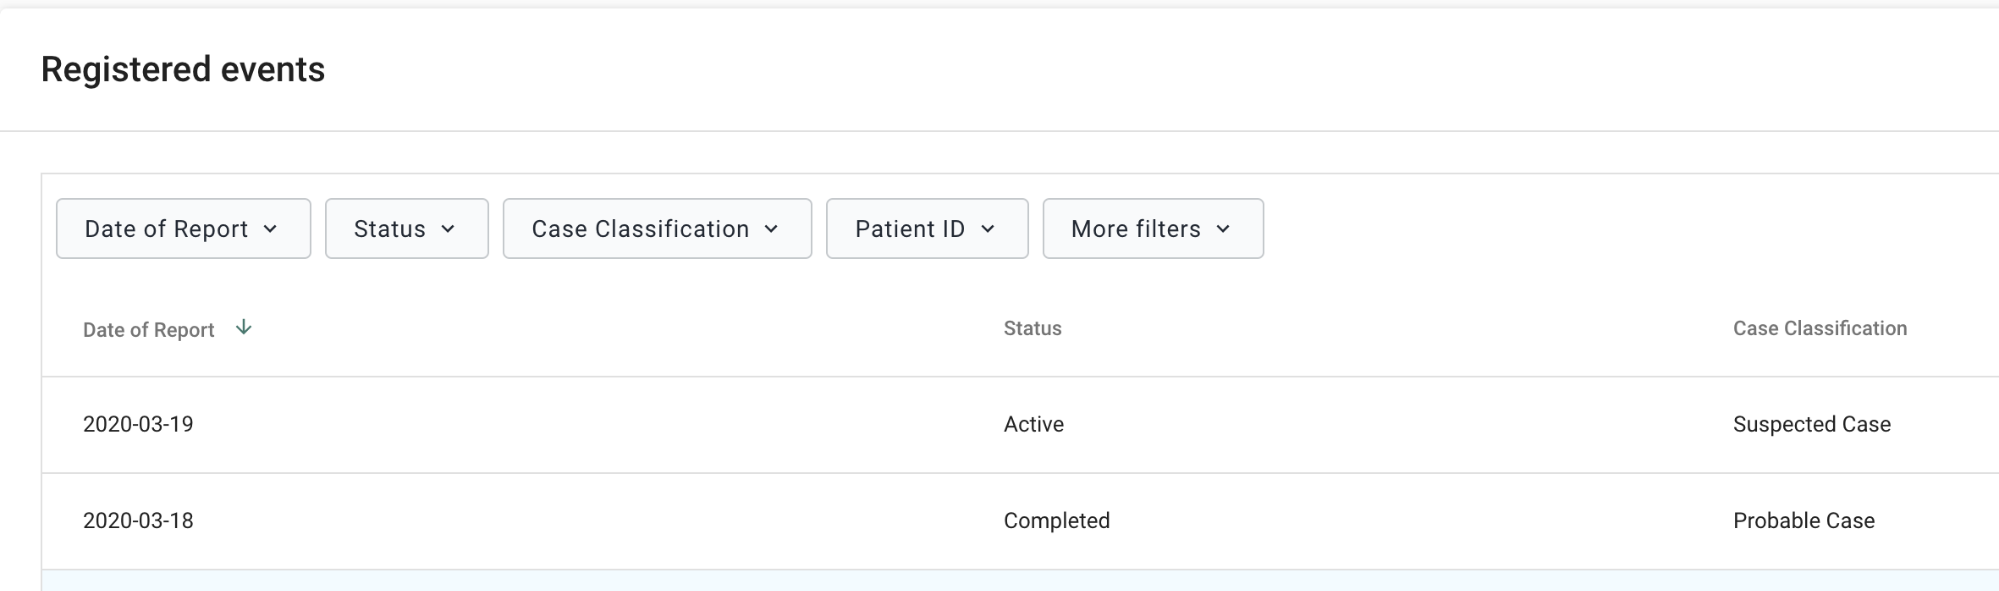 Registered events
Date of Report Status Case Classification Patient ID More filters
Date of Report Status Case Classification
2020-03-19 Active Suspected Case
2020-03-18 Completed Probable Case